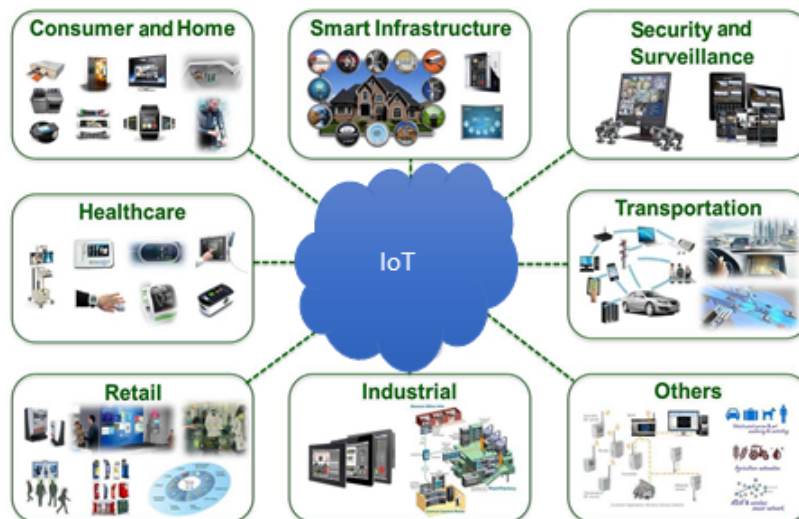 Consumer and Home
Smart Infrastructure
Security and
Surveillance
Healthcare
IoT
Transportation
Retail
Industrial
Others